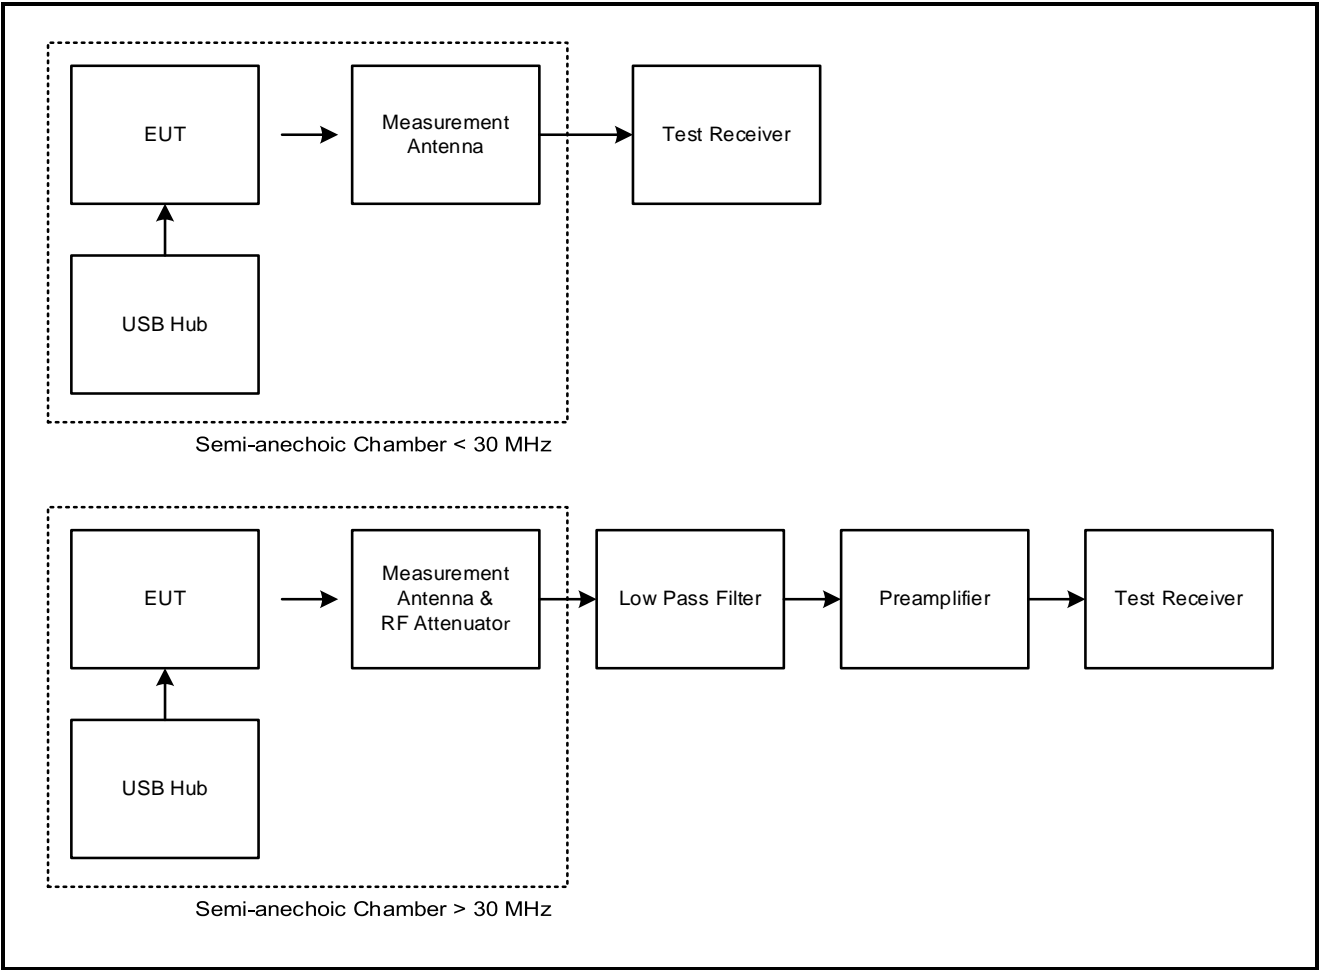 EUT
Measurement
Antenna
Test Receiver
USB Hub
Semi-anechoic Chamber < 30 MHz
EUT
Measurement
Antenna &
RF Attenuator
Low Pass Filter
Preamplifier
Test Receiver
USB Hub
Semi-anechoic Chamber > 30 MHz